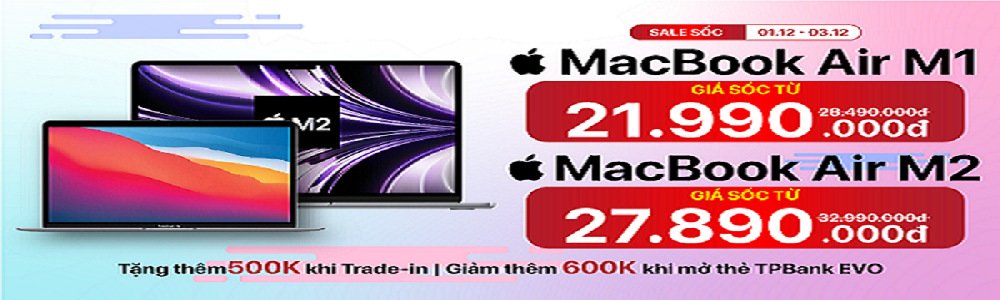 SALE SỐC 01.12 - 03.12
MacBook Air M1
GIÁ SỐC TỪ
21.990.000đ 28.490.000đ
MacBook Air M2
GIÁ SỐC TỪ
27.890.000đ 32.990.000đ
M2
Tặng thêm 500K khi Trade-in | Giảm thêm 600K khi mở thẻ TPBank EVO